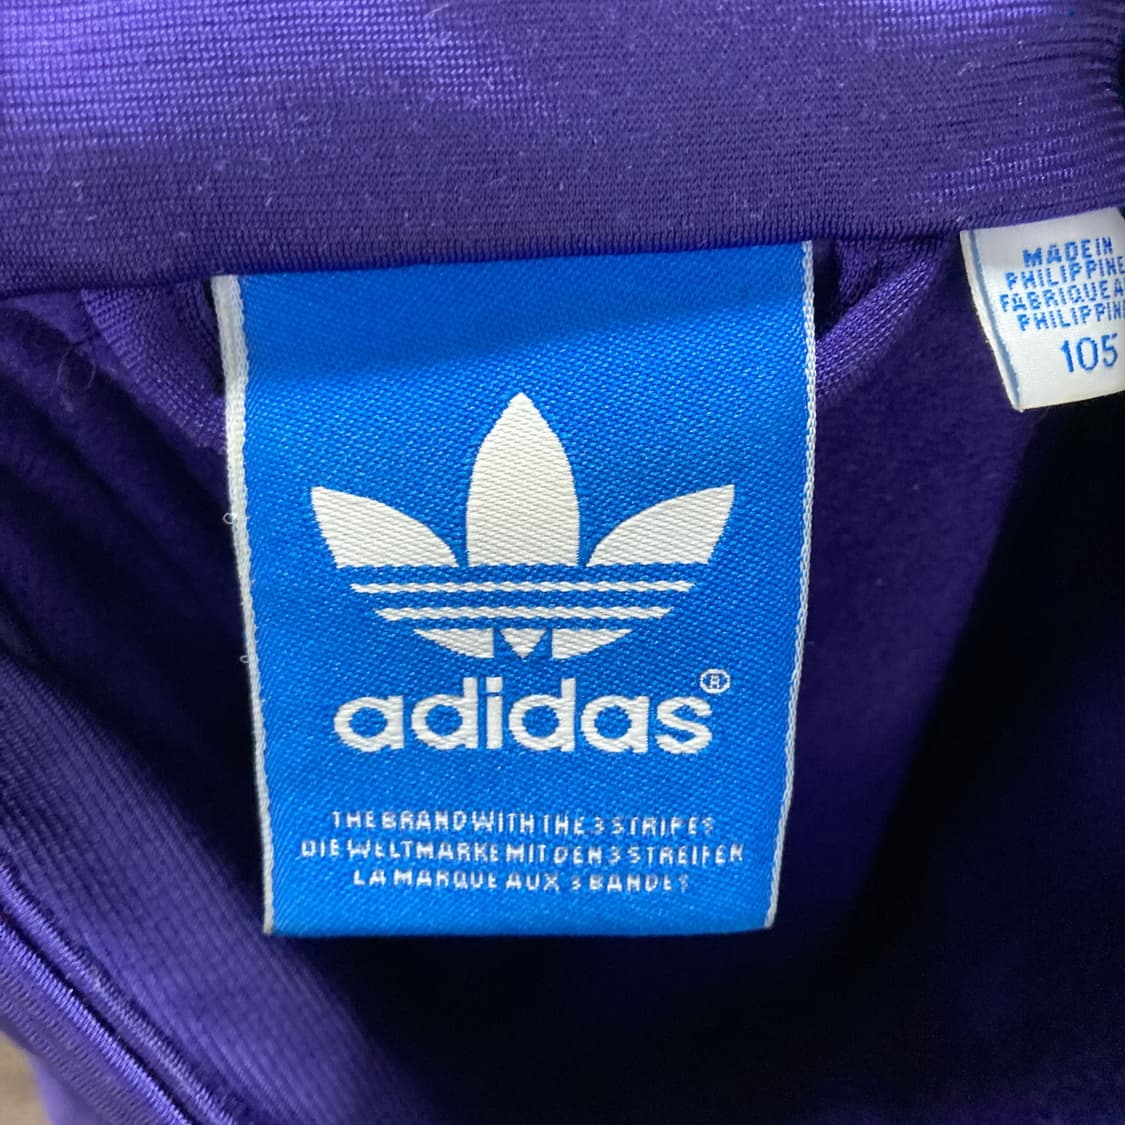 MADE IN
PHILIPPINE
FABRIQUE A
PHILIPPIN
105
adidas®
THE BRAND WITH THE 3 STRIPES
DIE WELTMARKE MIT DEN 3 STREIFEN
LA MARQUE AUX 3 BANDES